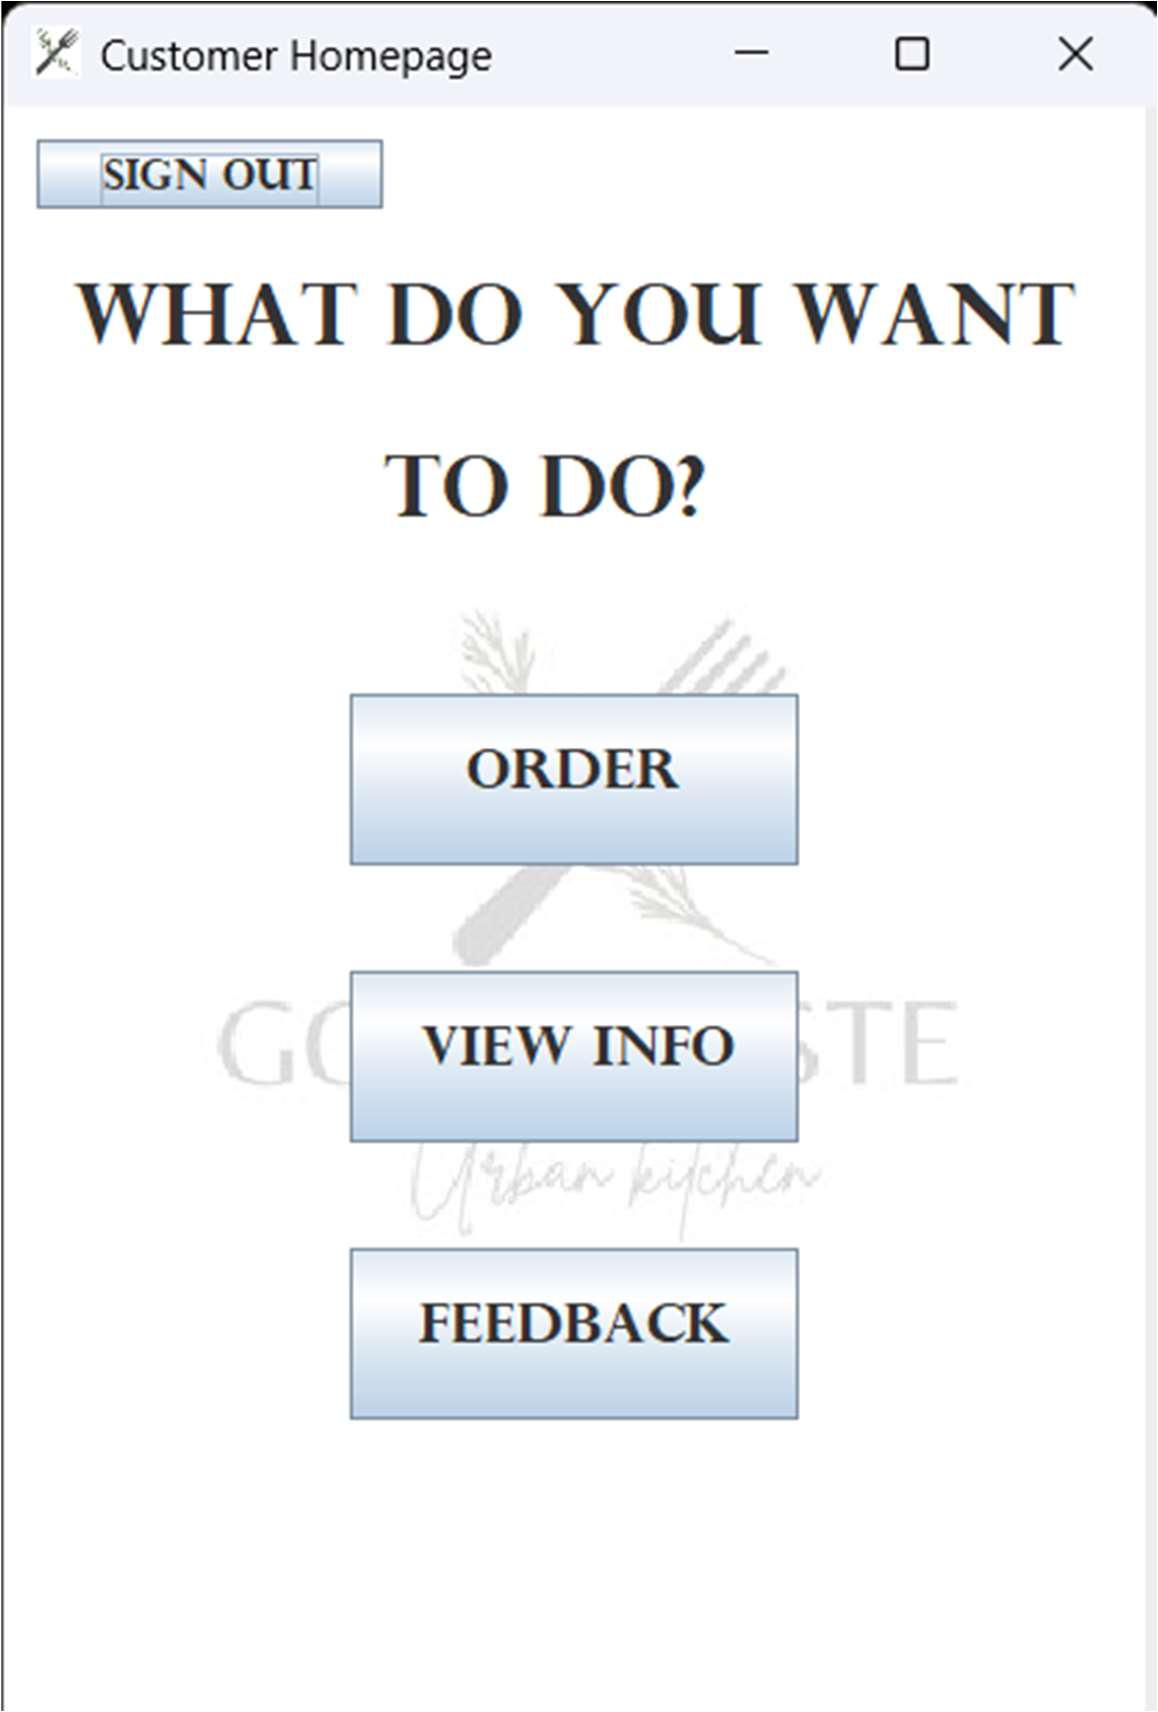 Customer Homepage
SIGN OUT
WHAT DO YOU WANT
TO DO?
ORDER
VIEW INFO
Urban kitchen
FEEDBACK